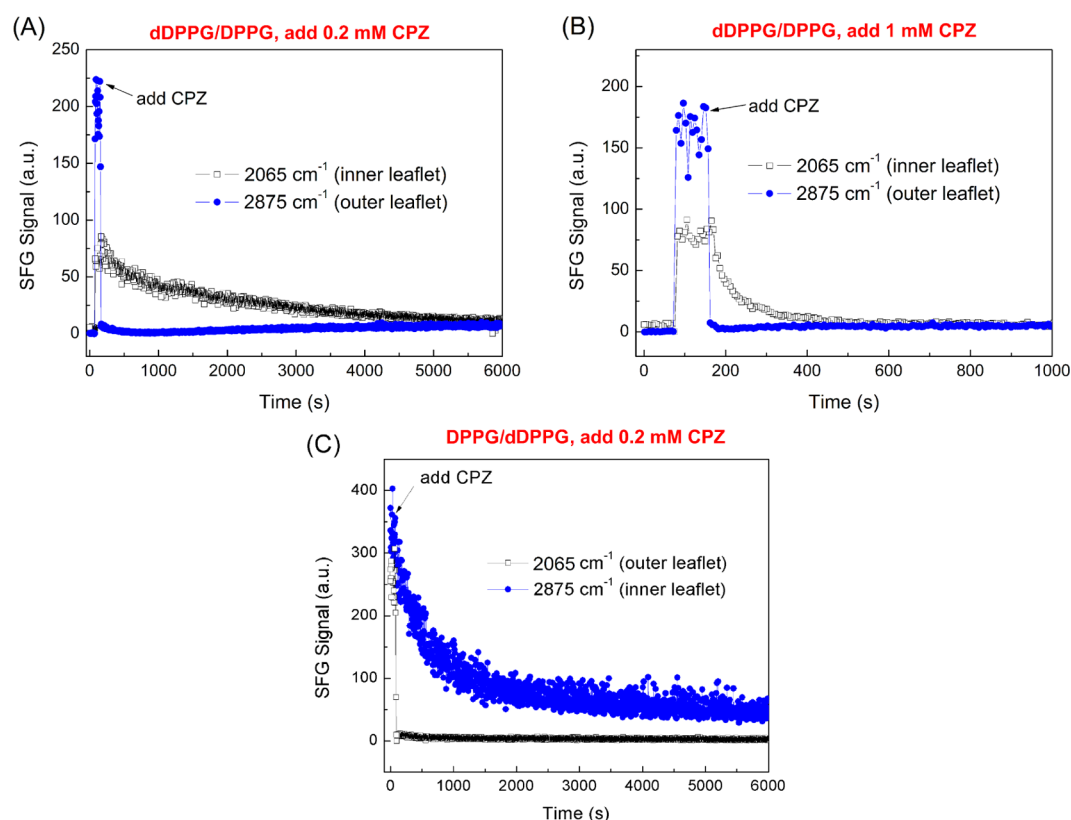 (A)
dDPPG/DPPG, add 0.2 mM CPZ
250
200
150
100
50
0
SFG Signal (a.u.)
add CPZ
2065 cm⁻¹ (inner leaflet)
2875 cm⁻¹ (outer leaflet)
0 1000 2000 3000 4000 5000 6000
Time (s)
(B)
dDPPG/DPPG, add 1 mM CPZ
200
150
100
50
0
SFG Signal (a.u.)
add CPZ
2065 cm⁻¹ (inner leaflet)
2875 cm⁻¹ (outer leaflet)
0 200 400 600 800 1000
Time (s)
(C)
DPPG/dDPPG, add 0.2 mM CPZ
400
300
200
100
0
SFG Signal (a.u.)
add CPZ
2065 cm⁻¹ (outer leaflet)
2875 cm⁻¹ (inner leaflet)
0 1000 2000 3000 4000 5000 6000
Time (s)